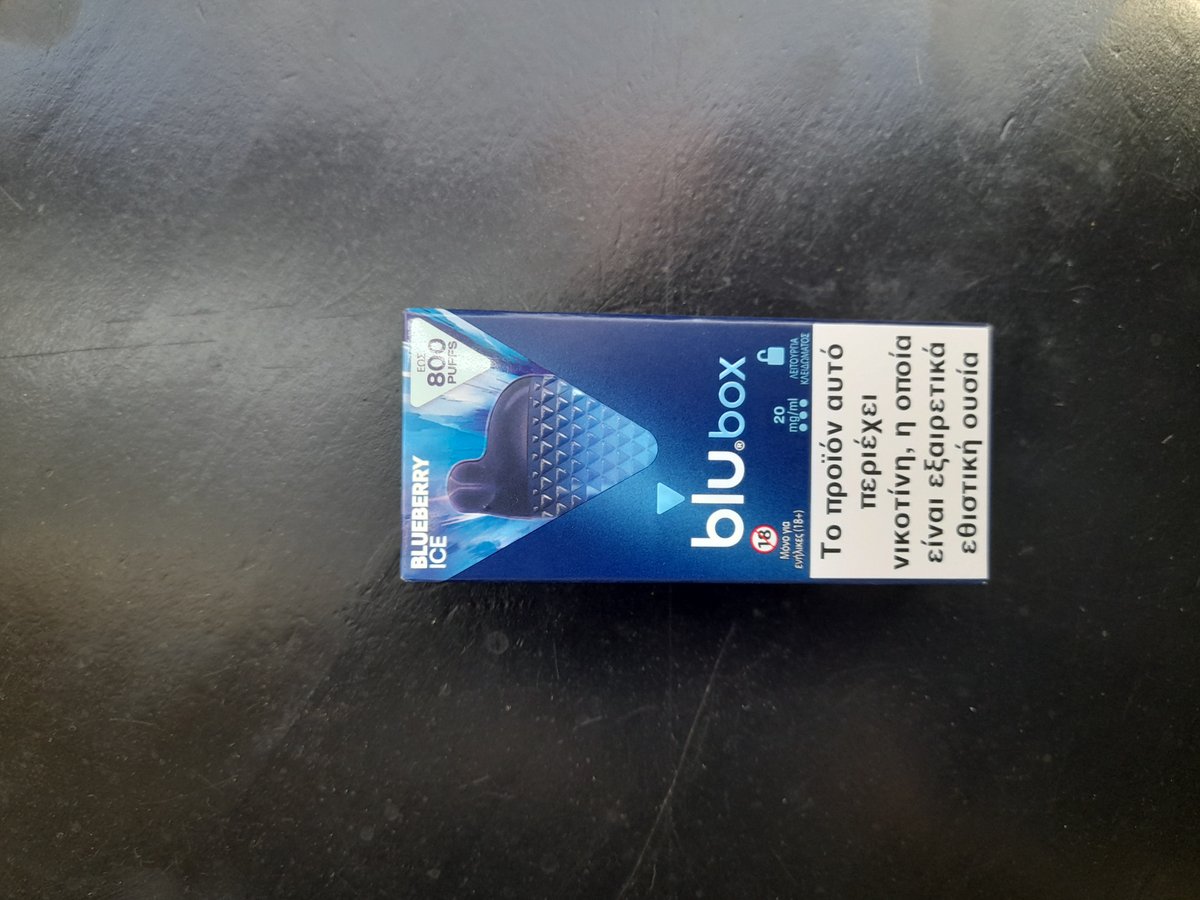 BLUEBERRY
ICE
ΕΩΣ
800
PUFFS
blu®box
18
Μόνο για
ενήλικες (18+)
20
mg/ml
ΛΕΙΤΟΥΡΓΙΑ
ΚΛΕΙΔΩΜΑΤΟΣ
Το προϊόν αυτό
περιέχει
νικοτίνη, η οποία
είναι εξαιρετικά
εθιστική ουσία